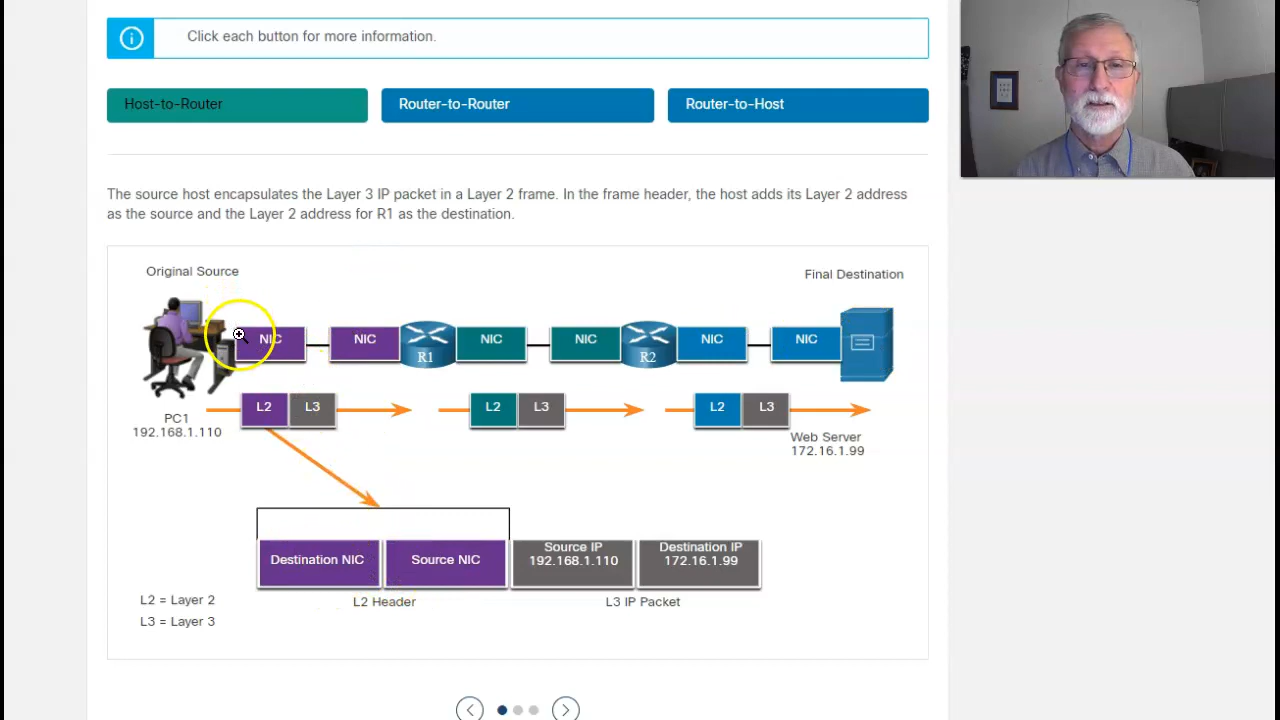 Click each button for more information.
Host-to-Router
Router-to-Router
Router-to-Host
The source host encapsulates the Layer 3 IP packet in a Layer 2 frame. In the frame header, the host adds its Layer 2 address
as the source and the Layer 2 address for R1 as the destination.
Original Source
Final Destination
NIC
NIC
R1
NIC
NIC
R2
NIC
NIC
L2
L3
L2
L3
L2
L3
PC1
192.168.1.110
Web Server
172.16.1.99
Destination NIC
Source NIC
Source IP
192.168.1.110
Destination IP
172.16.1.99
L2 Header
L3 IP Packet
L2 = Layer 2
L3 = Layer 3